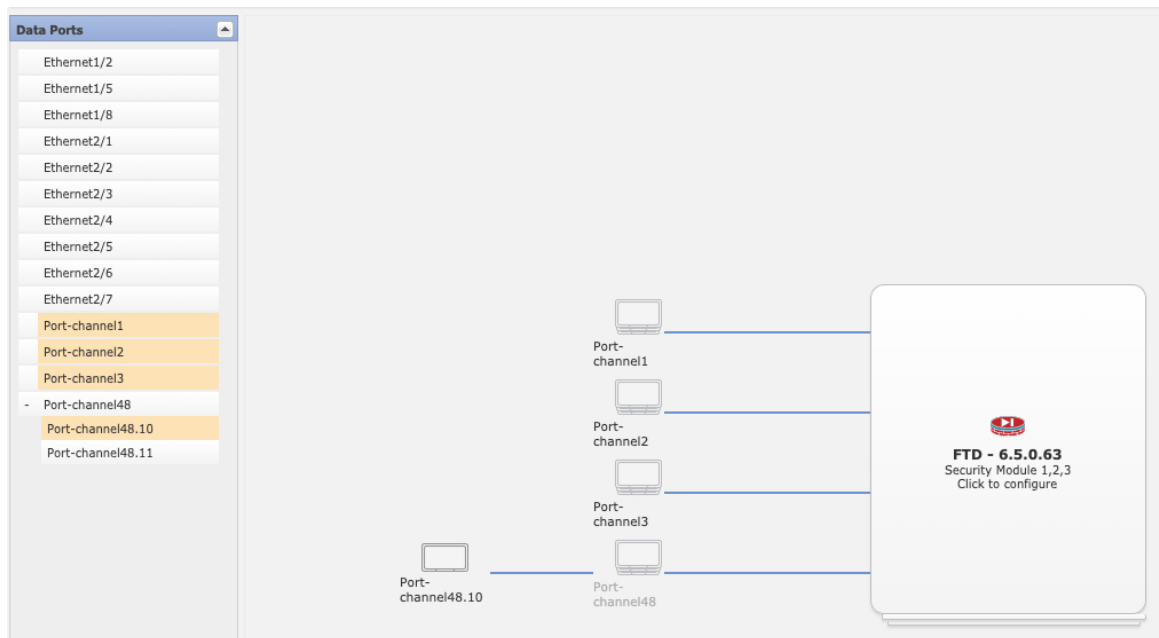 Data Ports
Ethernet1/2
Ethernet1/5
Ethernet1/8
Ethernet2/1
Ethernet2/2
Ethernet2/3
Ethernet2/4
Ethernet2/5
Ethernet2/6
Ethernet2/7
Port-channel1
Port-channel2
Port-channel3
- Port-channel48
Port-channel48.10
Port-channel48.11
Port-
channel1
Port-
channel2
Port-
channel3
Port-
channel48.10
Port-
channel48
FTD - 6.5.0.63
Security Module 1,2,3
Click to configure